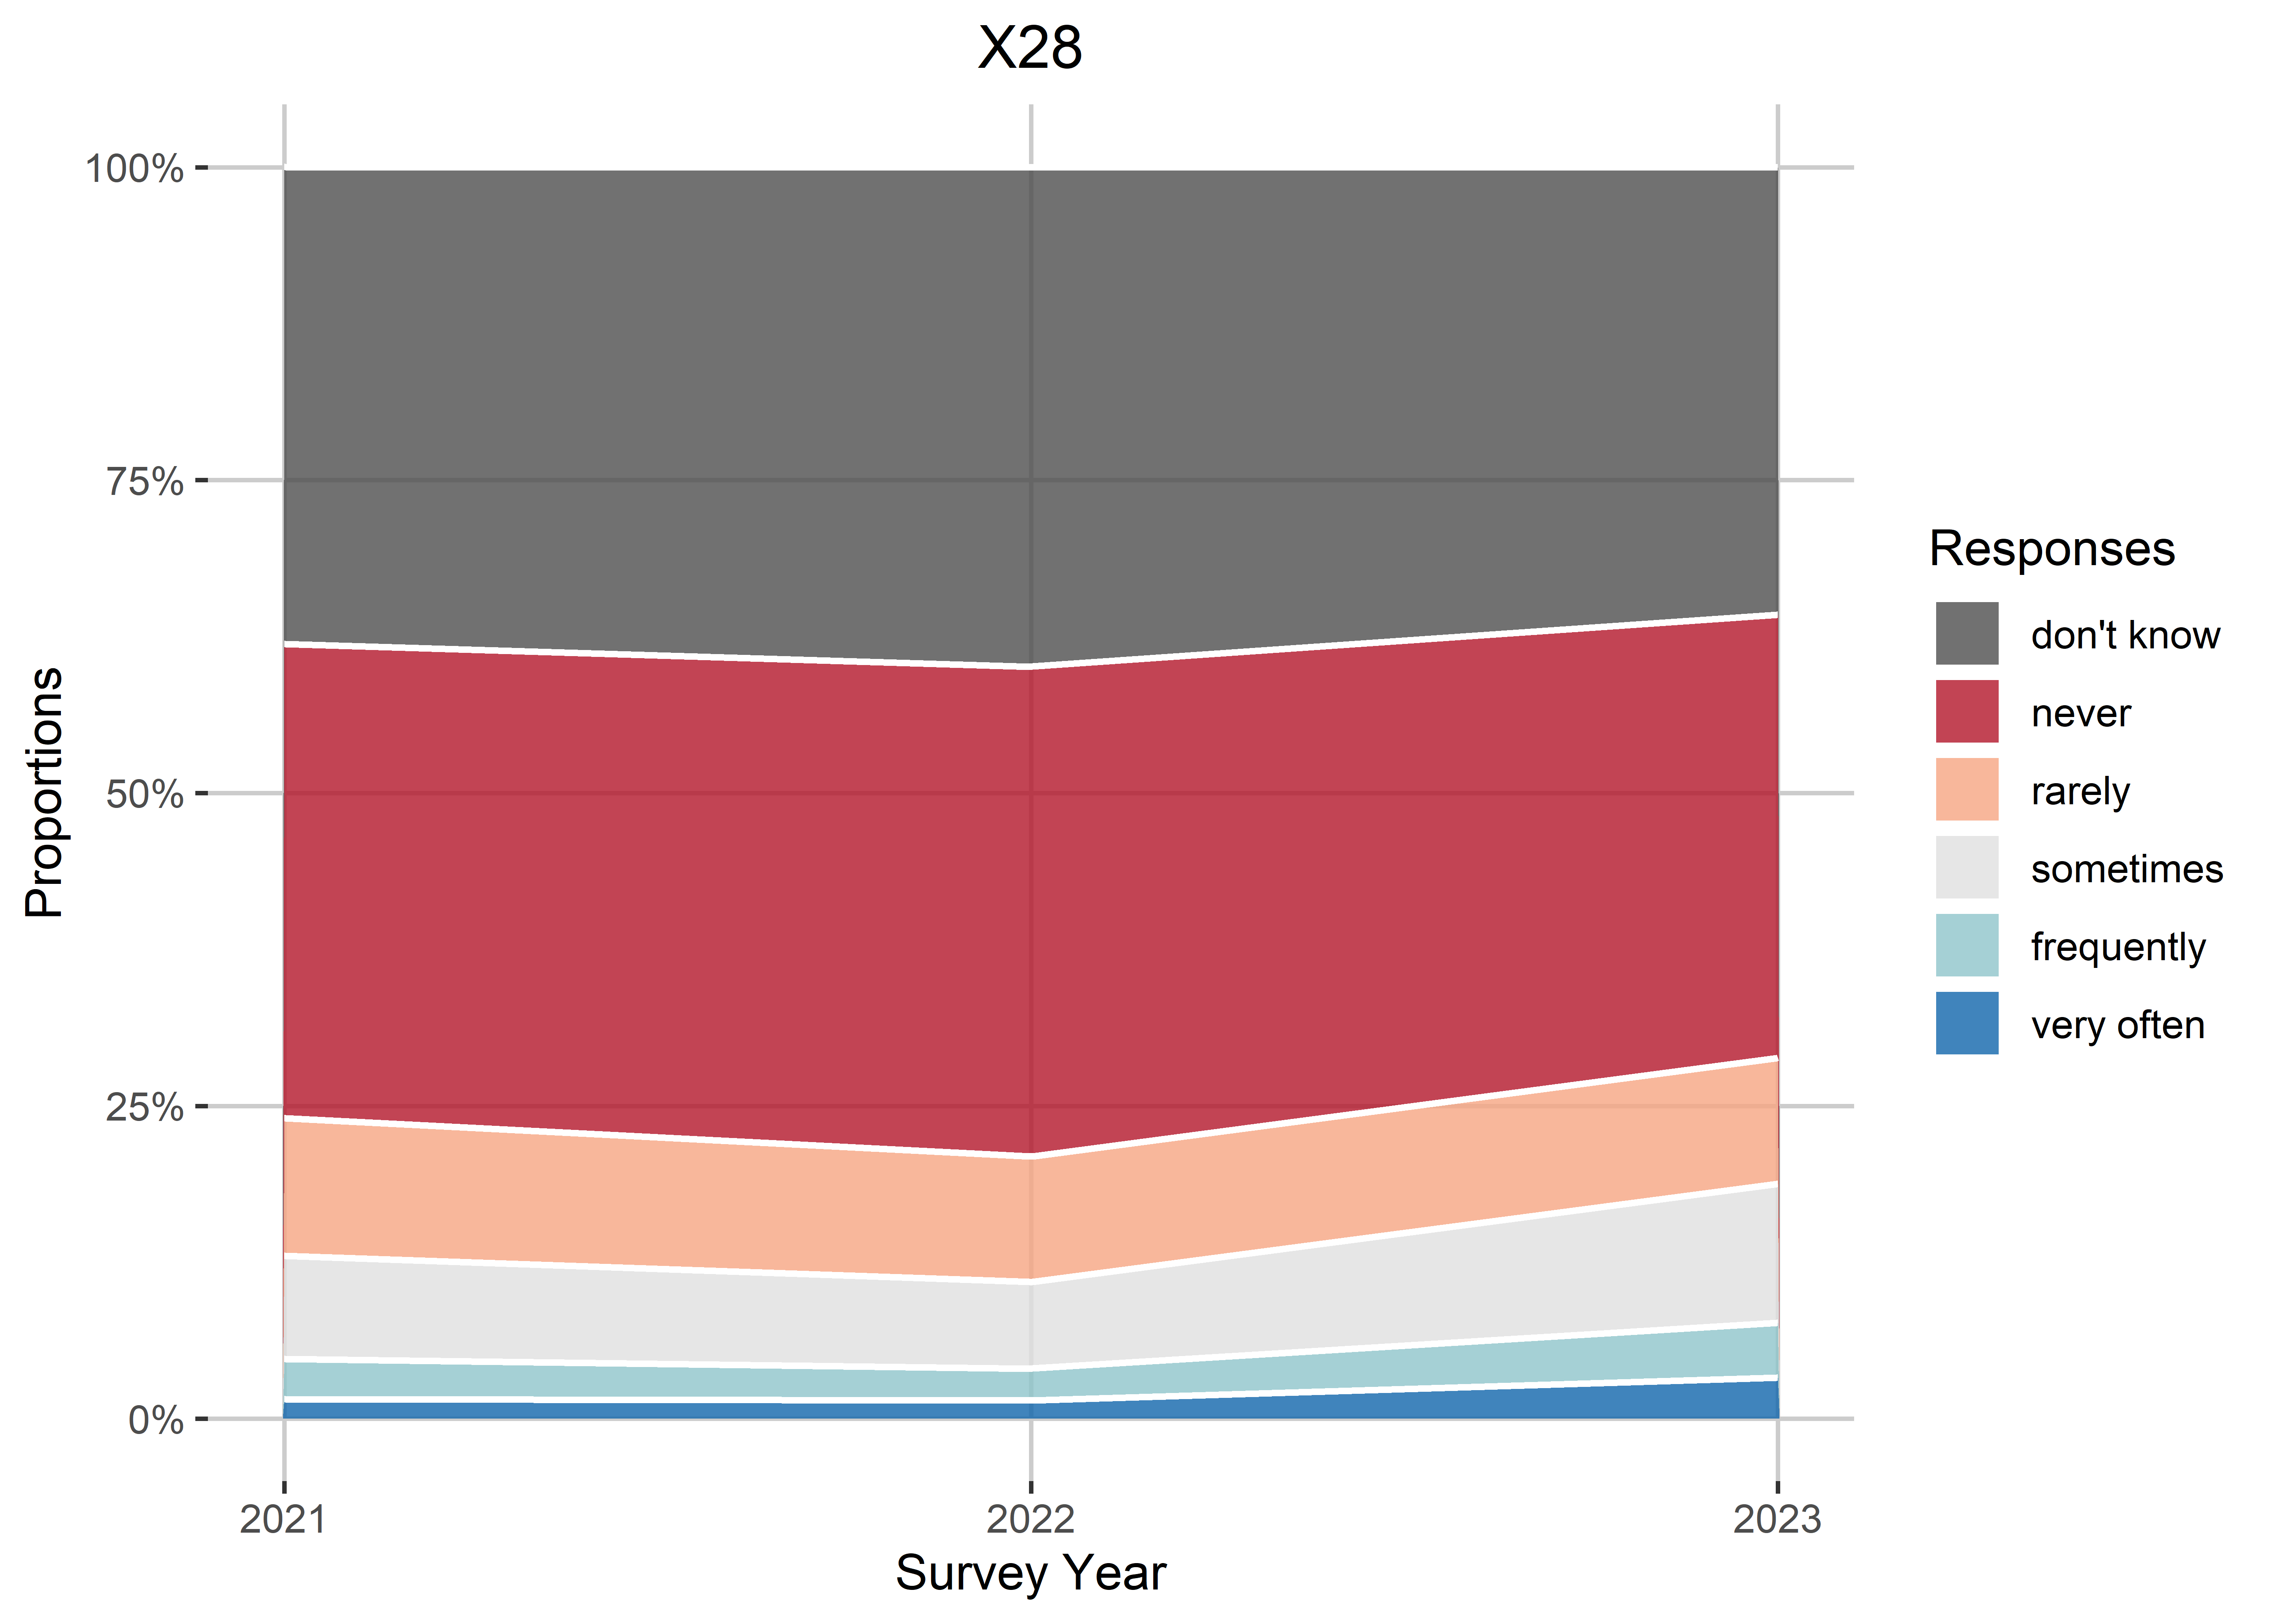 X28
100%
75%
50%
25%
0%
Proportions
2021 2022 2023
Survey Year
Responses
don't know
never
rarely
sometimes
frequently
very often